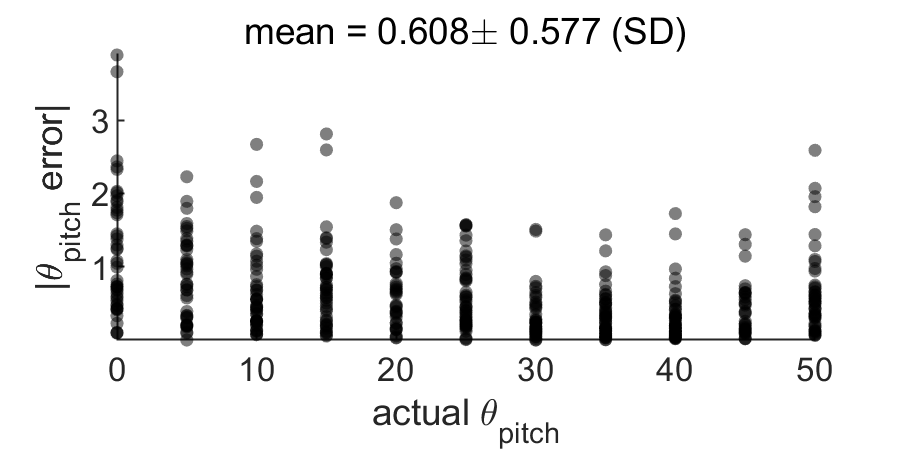 mean = 0.608± 0.577 (SD)
|θpitch error|
3
2
1
0 10 20 30 40 50
actual θpitch